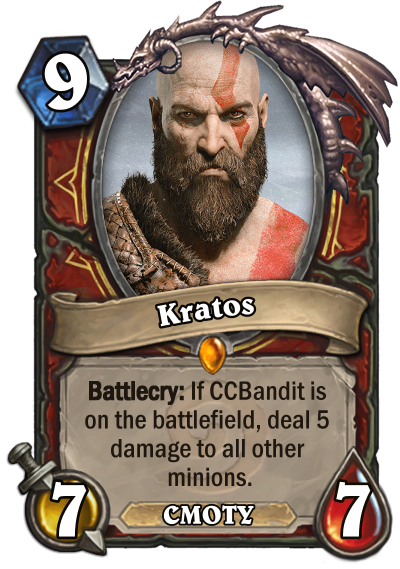 9
Kratos
Battlecry: If CCBandit is
on the battlefield, deal 5
damage to all other
minions.
7
CMOTY
7